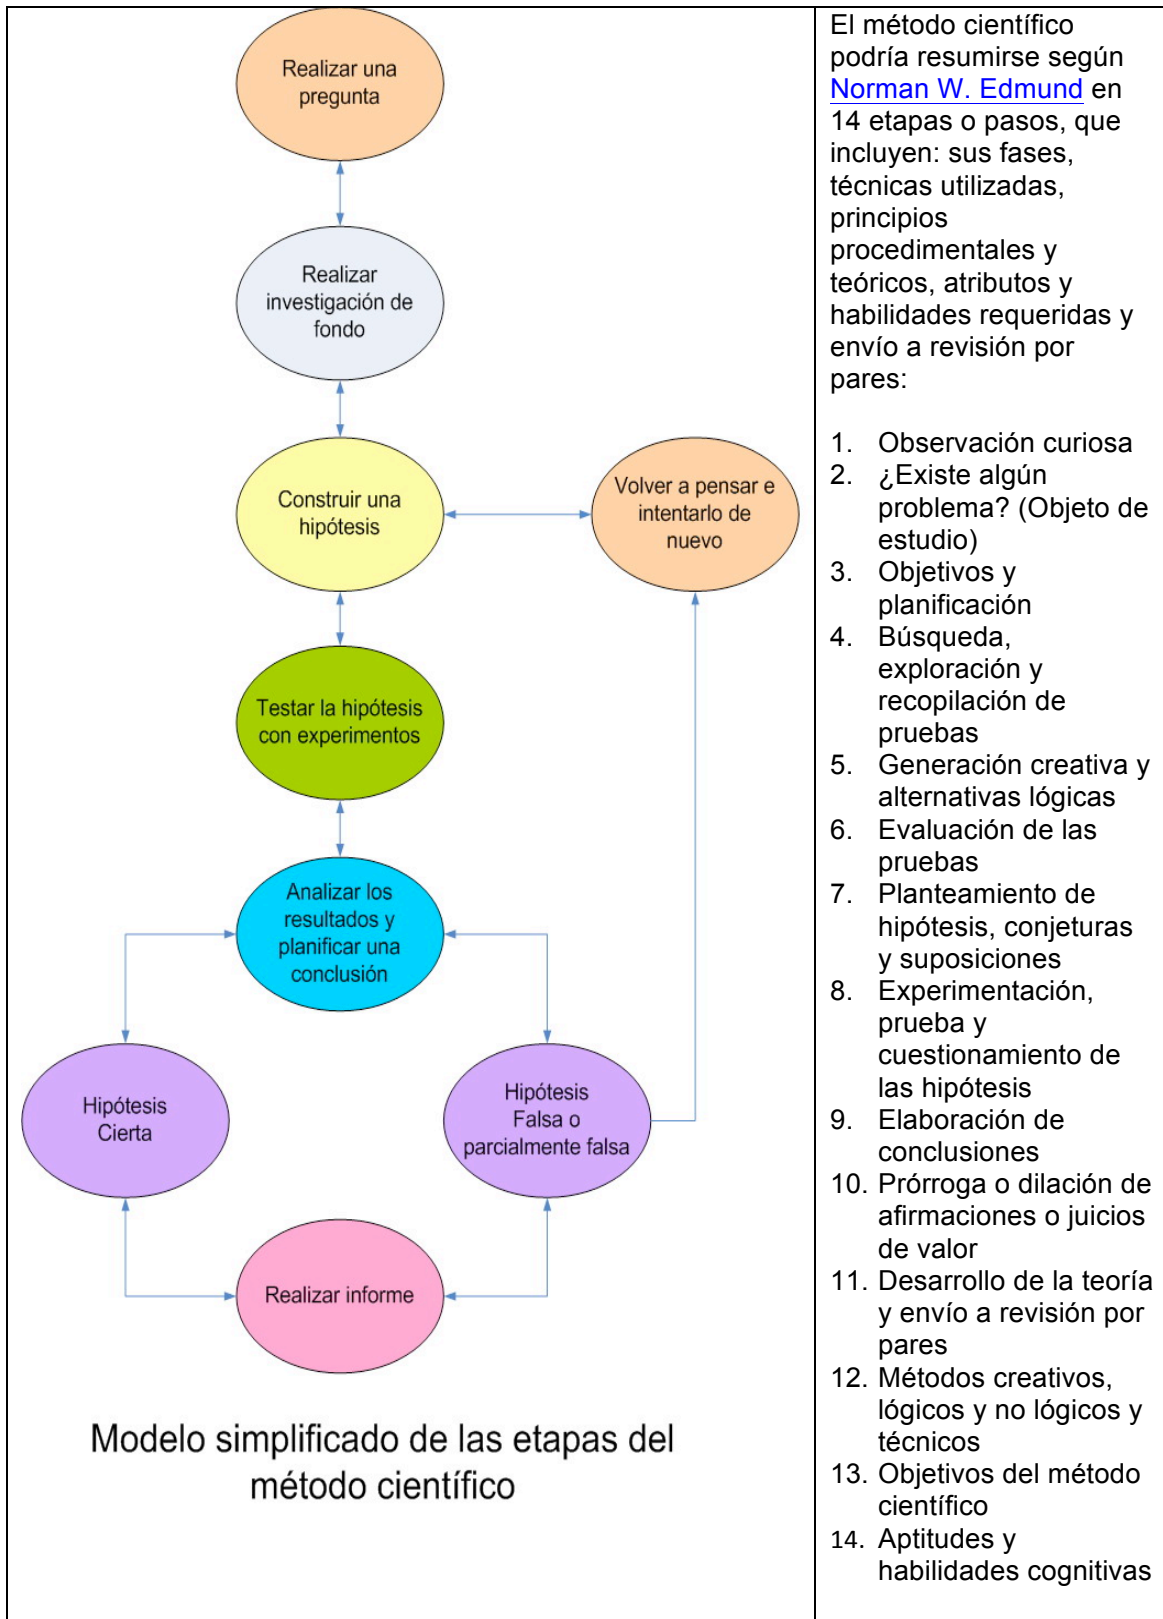 Realizar una
pregunta
Realizar
investigación de
fondo
Construir una
hipótesis
Volver a pensar e
intentarlo de
nuevo
Testar la hipótesis
con experimentos
Analizar los
resultados y
planificar una
conclusión
Hipótesis
Cierta
Hipótesis
Falsa o
parcialmente falsa
Realizar informe
Modelo simplificado de las etapas del
método científico
El método científico
podría resumirse según
Norman W. Edmund en
14 etapas o pasos, que
incluyen: sus fases,
técnicas utilizadas,
principios
procedimentales y
teóricos, atributos y
habilidades requeridas y
envío a revisión por
pares:
1. Observación curiosa
2. ¿Existe algún
problema? (Objeto de
estudio)
3. Objetivos y
planificación
4. Búsqueda,
exploración y
recopilación de
pruebas
5. Generación creativa y
alternativas lógicas
6. Evaluación de las
pruebas
7. Planteamiento de
hipótesis, conjeturas
y suposiciones
8. Experimentación,
prueba y
cuestionamiento de
las hipótesis
9. Elaboración de
conclusiones
10. Prórroga o dilación de
afirmaciones o juicios
de valor
11. Desarrollo de la teoría
y envío a revisión por
pares
12. Métodos creativos,
lógicos y no lógicos y
técnicos
13. Objetivos del método
científico
14. Aptitudes y
habilidades cognitivas